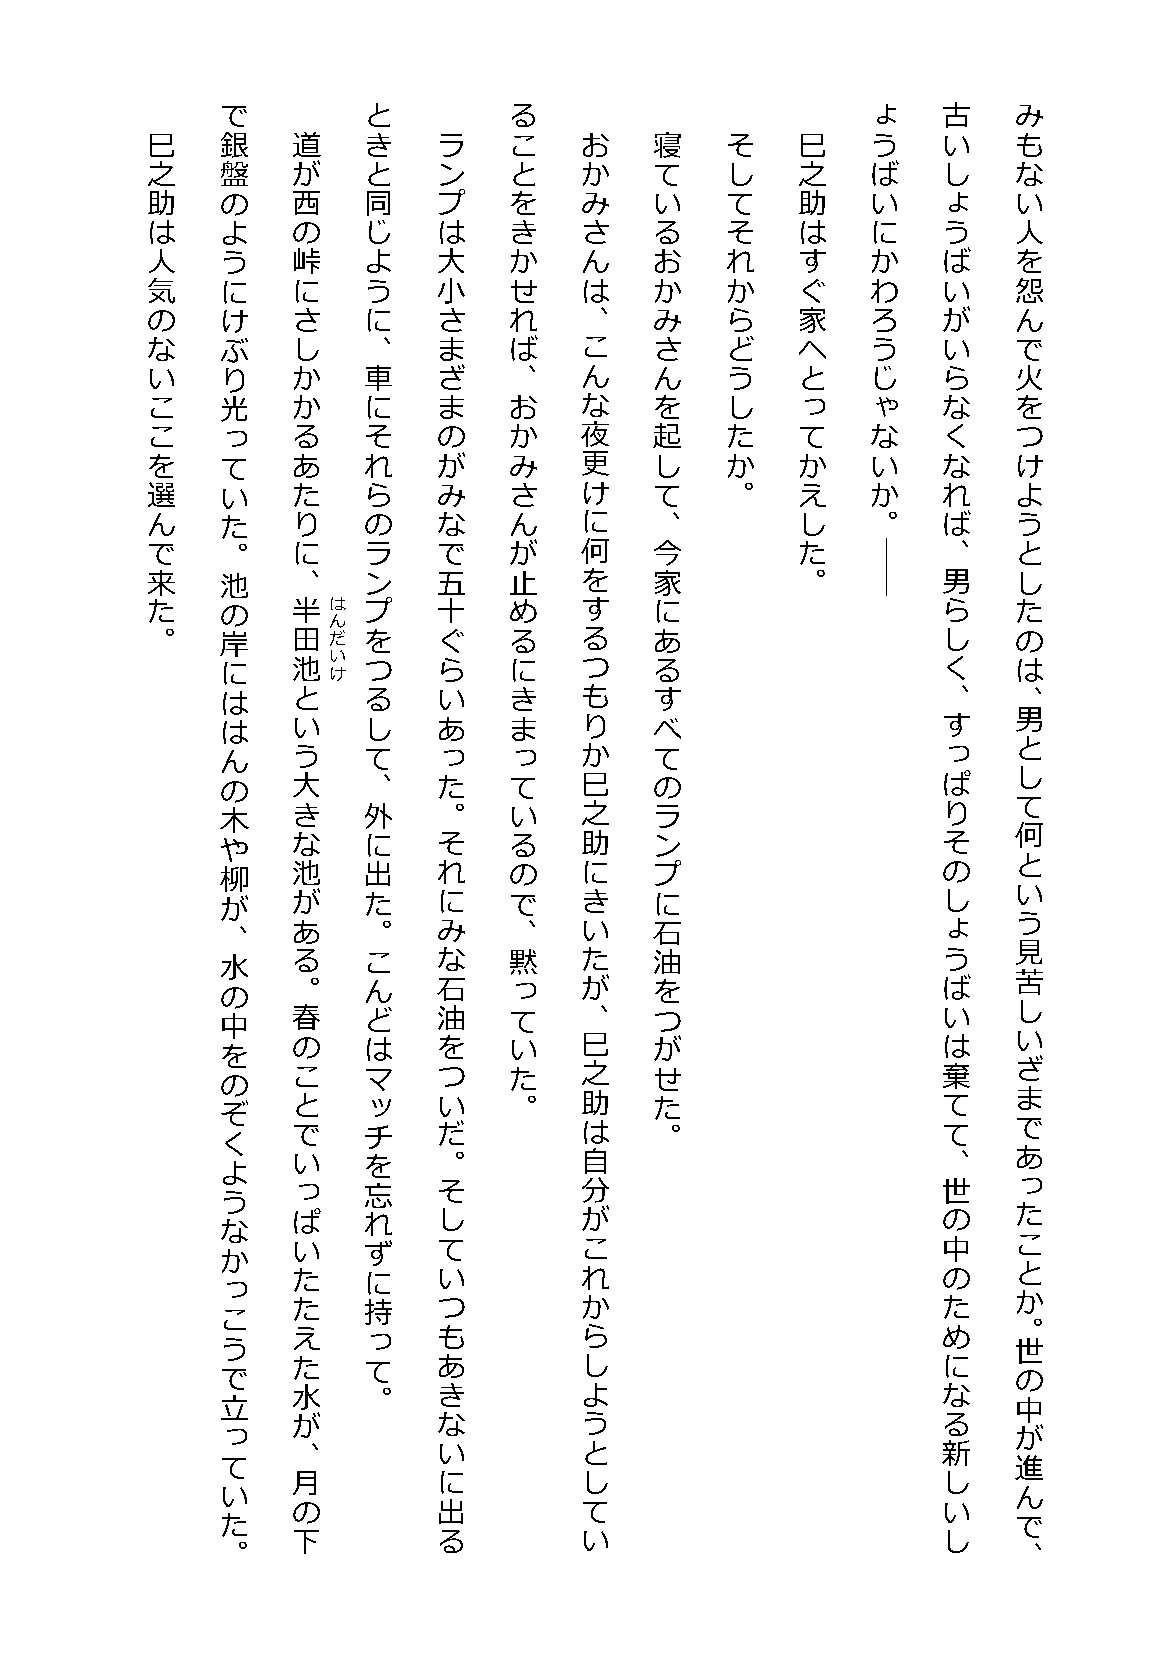 みもない人を怨んで火をつけようとしたのは、男として何という見苦しいざまであったことか。世の中が進んで、
古いしょうばいがいらなくなれば、男らしく、すっぱりそのしょうばいは棄てて、世の中のためになる新しいし
ょうばいにかわろうじゃないか。――
巳之助はすぐ家へとってかえした。
そしてそれからどうしたか。
寝ているおかみさんを起して、今家にあるすべてのランプに石油をつがせた。
おかみさんは、こんな夜更けに何をするつもりか巳之助にきいたが、巳之助は自分がこれからしようとしてい
ることをきかせれば、おかみさんが止めるにきまっているので、黙っていた。
ランプは大小さまざまのがみなで五十ぐらいあった。それにみな石油をついだ。そしていつもあきないに出る
ときと同じように、車にそれらのランプをつるして、外に出た。こんどはマッチを忘れずに持って。
はんだいけ
道が西の峠にさしかかるあたりに、半田池という大きな池がある。春のことでいっぱいたたえた水が、月の下
で銀盤のようにけぶり光っていた。池の岸にははんの木や柳が、水の中をのぞくようなかっこうで立っていた。
巳之助は人気のないここを選んで来た。